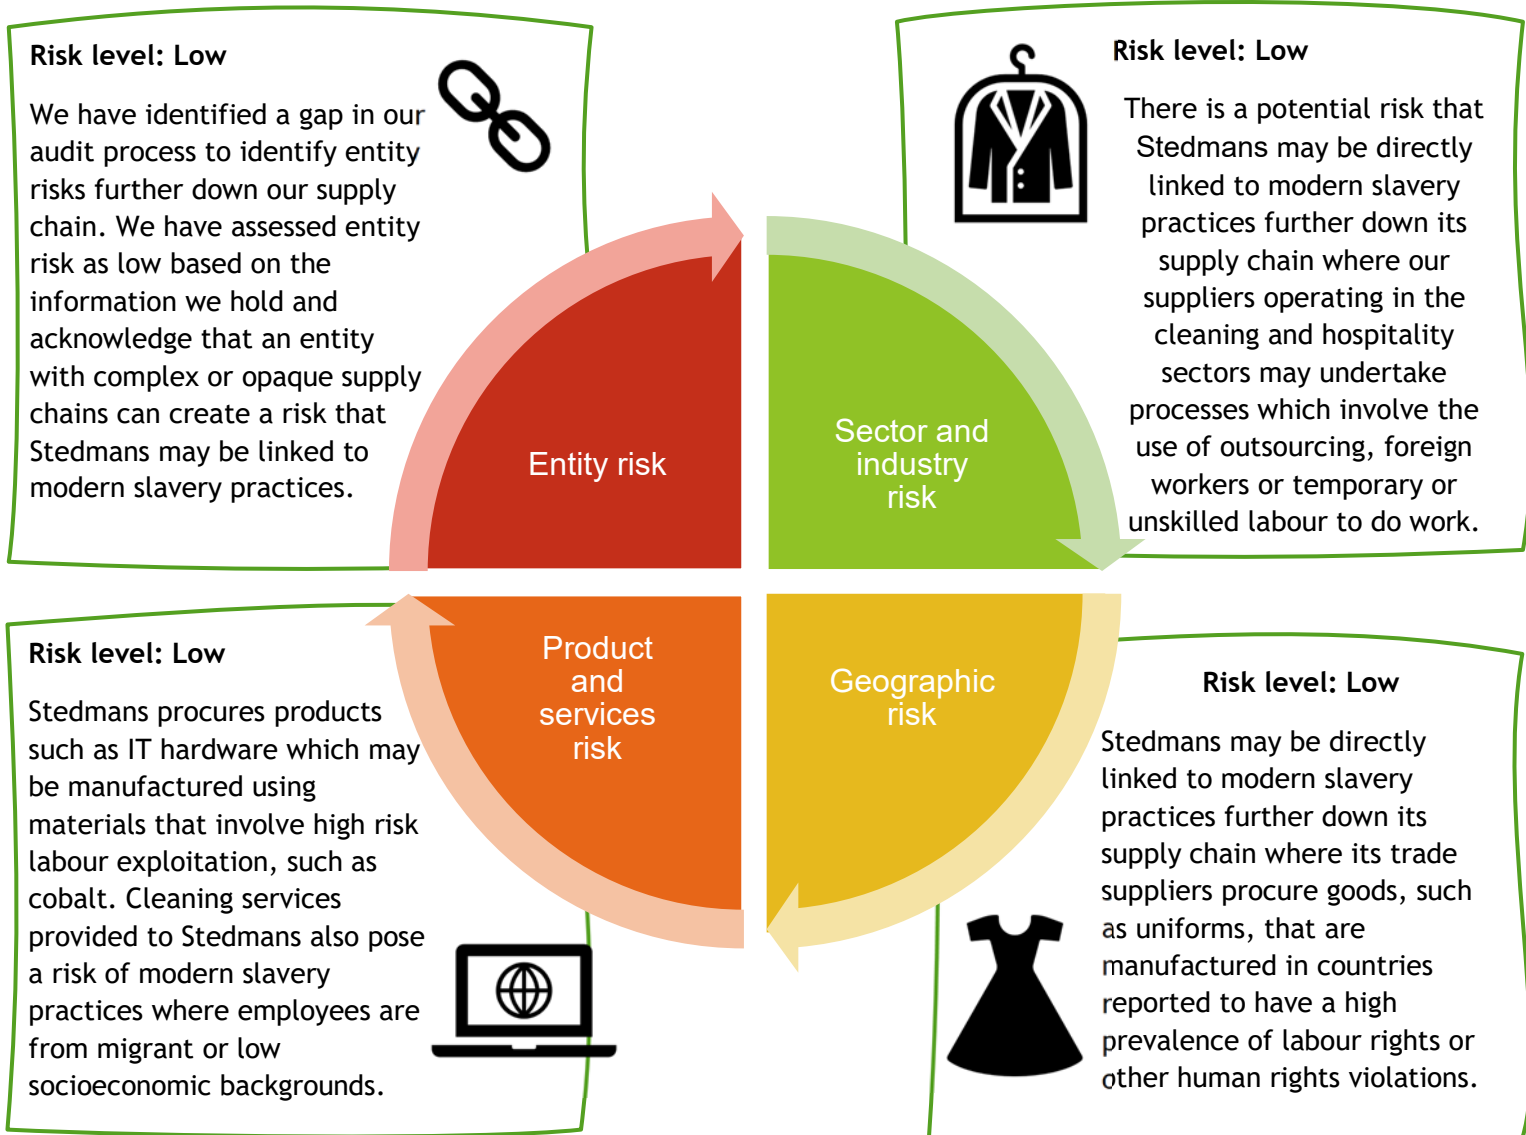 Risk level: Low
We have identified a gap in our
audit process to identify entity
risks further down our supply
chain. We have assessed entity
risk as low based on the
information we hold and
acknowledge that an entity
with complex or opaque supply
chains can create a risk that
Stedmans may be linked to
modern slavery practices.
Risk level: Low
There is a potential risk that
Stedmans may be directly
linked to modern slavery
practices further down its
supply chain where our
suppliers operating in the
cleaning and hospitality
sectors may undertake
processes which involve the
use of outsourcing, foreign
workers or temporary or
unskilled labour to do work.
Entity risk
Sector and
industry
risk
Product
and
services
risk
Geographic
risk
Risk level: Low
Stedmans procures products
such as IT hardware which may
be manufactured using
materials that involve high risk
labour exploitation, such as
cobalt. Cleaning services
provided to Stedmans also pose
a risk of modern slavery
practices where employees are
from migrant or low
socioeconomic backgrounds.
Risk level: Low
Stedmans may be directly
linked to modern slavery
practices further down its
supply chain where its trade
suppliers procure goods, such
as uniforms, that are
manufactured in countries
reported to have a high
prevalence of labour rights or
other human rights violations.